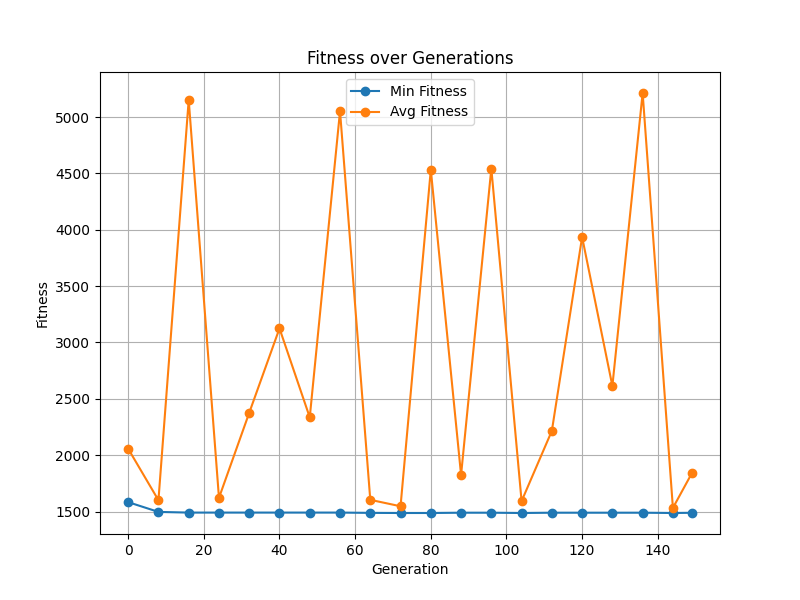 Fitness over Generations
Min Fitness
Avg Fitness
5000
4500
4000
3500
3000
2500
2000
1500
Fitness
0 20 40 60 80 100 120 140
Generation